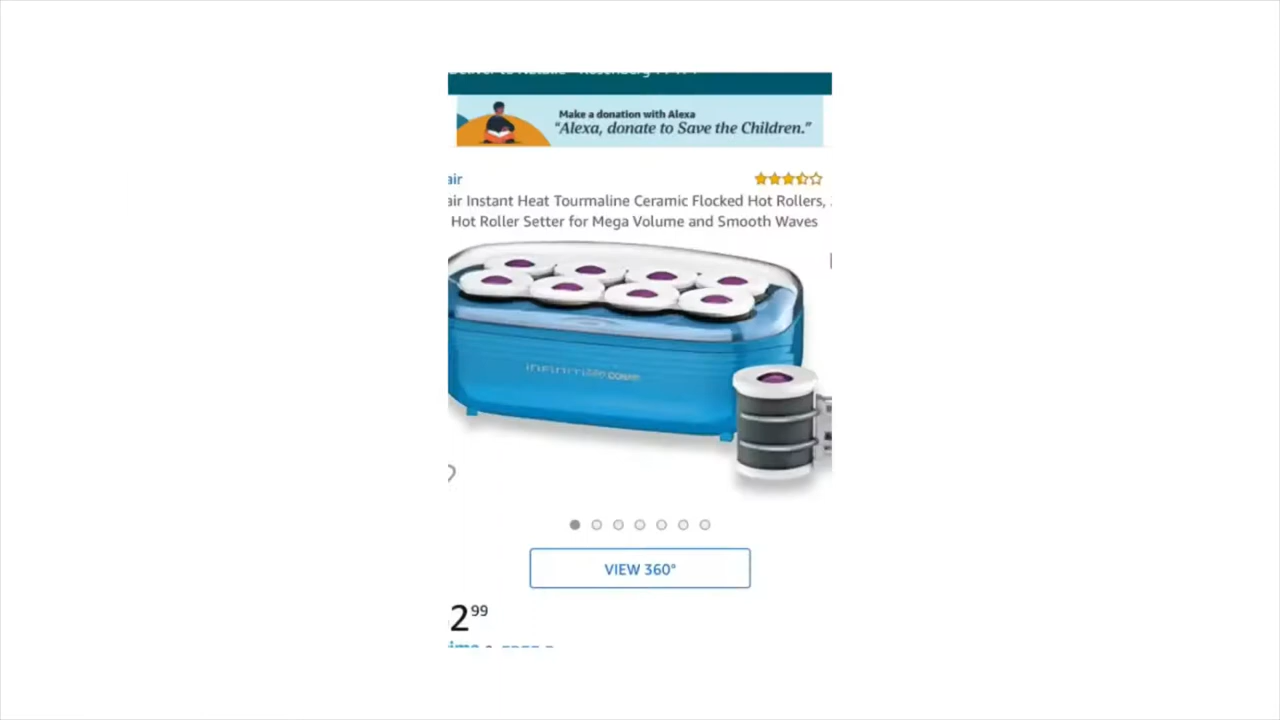 Make a donation with Alexa
“Alexa, donate to Save the Children.”
air
air Instant Heat Tourmaline Ceramic Flocked Hot Rollers,
Hot Roller Setter for Mega Volume and Smooth Waves
VIEW 360°
2 99